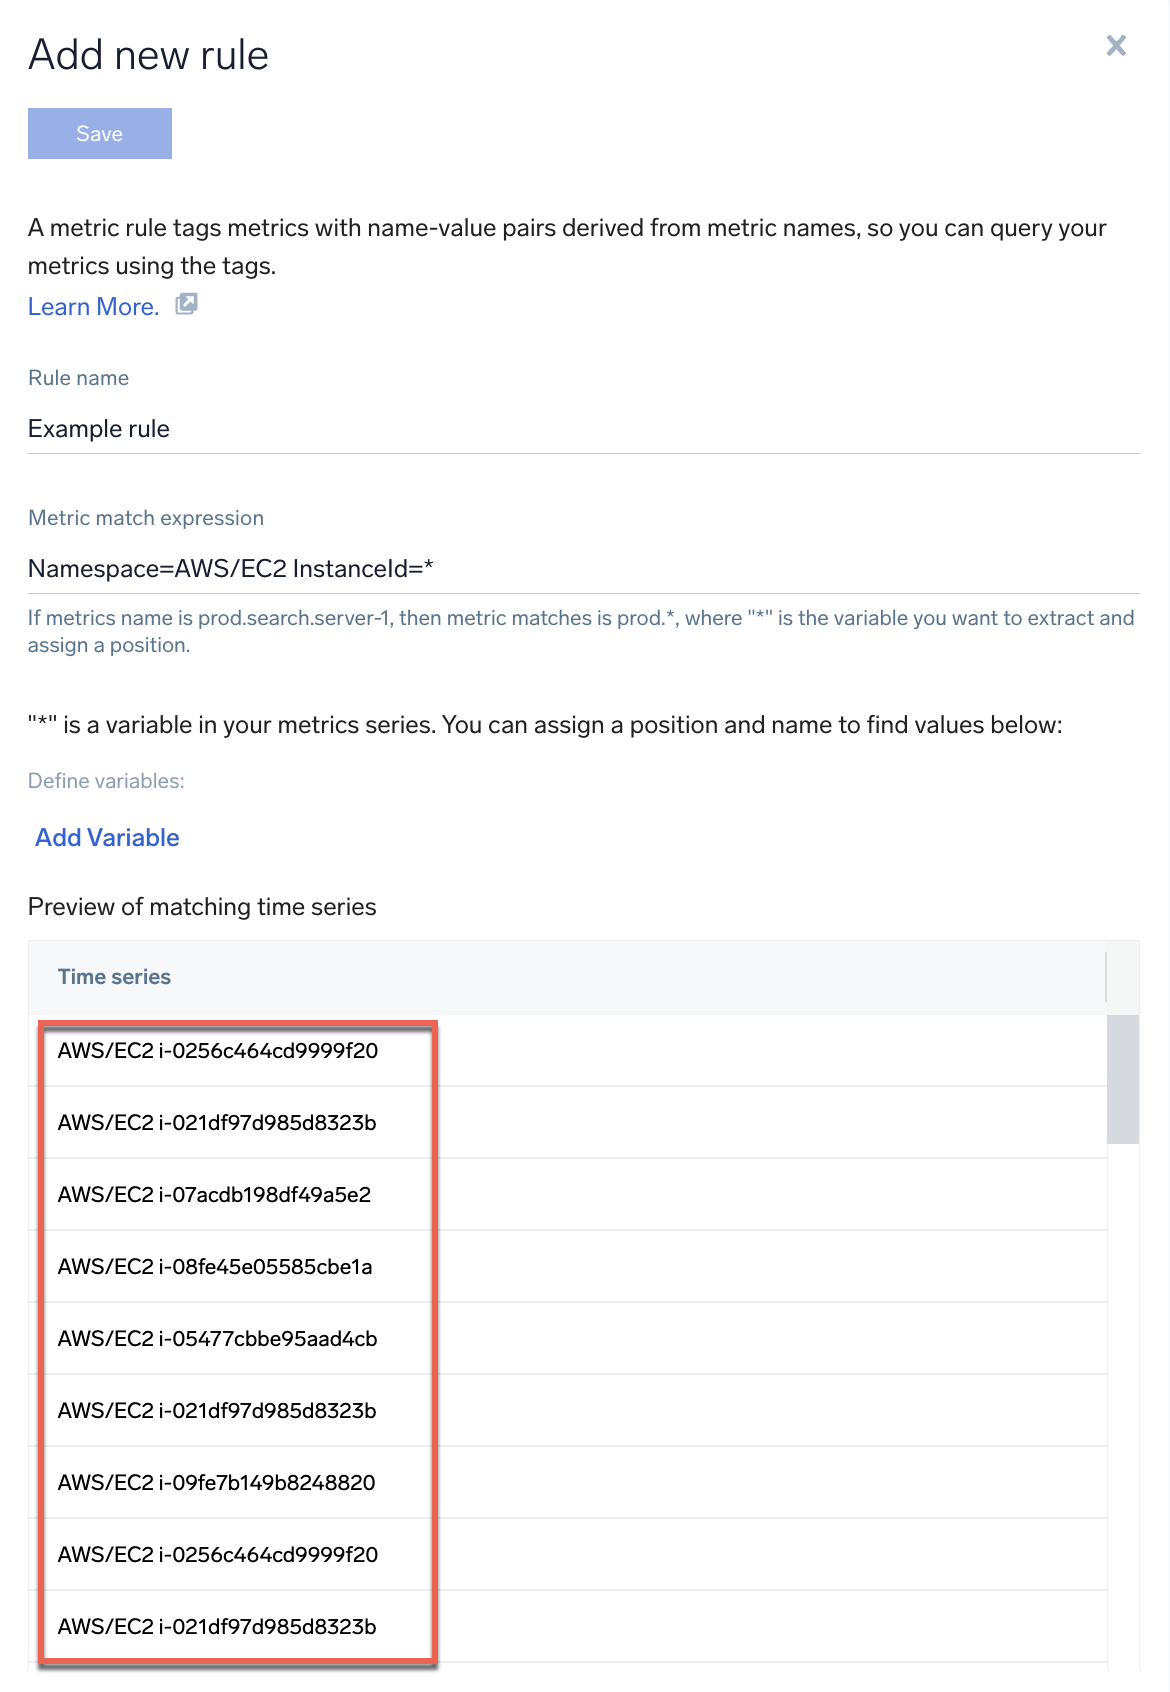 Add new rule
Save
A metric rule tags metrics with name-value pairs derived from metric names, so you can query your
metrics using the tags.
Learn More.
Rule name
Example rule
Metric match expression
Namespace=AWS/EC2 InstanceId=*
If metrics name is prod.search.server-1, then metric matches is prod.*, where "*" is the variable you want to extract and
assign a position.
"*" is a variable in your metrics series. You can assign a position and name to find values below:
Define variables:
Add Variable
Preview of matching time series
Time series
AWS/EC2 i-0256c464cd9999f20
AWS/EC2 i-021df97d985d8323b
AWS/EC2 i-07acdb198df49a5e2
AWS/EC2 i-08fe45e05585cbe1a
AWS/EC2 i-05477cbbe95aad4cb
AWS/EC2 i-021df97d985d8323b
AWS/EC2 i-09fe7b149b8248820
AWS/EC2 i-0256c464cd9999f20
AWS/EC2 i-021df97d985d8323b